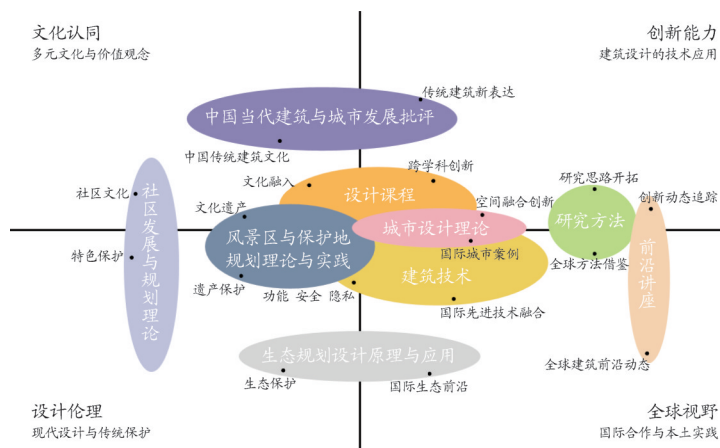 文化认同
多元文化与价值观念
创新能力
建筑设计的技术应用
传统建筑新表达
中国当代建筑与城市发展批评
中国传统建筑文化
跨学科创新
文化融入
设计课程
研究思路开拓
社区文化
文化遗产
空间融合创新
创新动态追踪
社区发展与规划理论
城市设计理论
研究方法
风景区与保护地
规划理论与实践
特色保护
国际城市案例
全球方法借鉴
前沿讲座
建筑技术
遗产保护
功能 安全 隐私
国际先进技术融合
生态规划设计原理与应用
全球建筑前沿动态
生态保护
国际生态前沿
设计伦理
现代设计与传统保护
全球视野
国际合作与本土实践